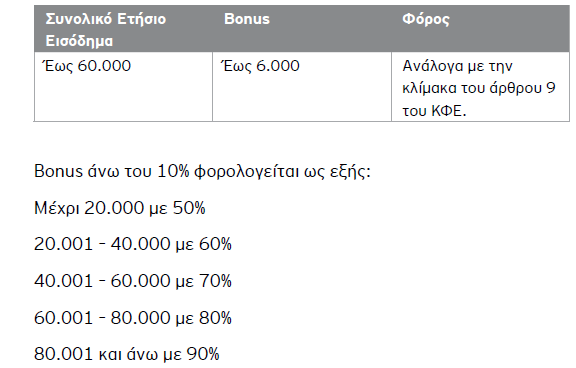 Συνολικό Ετήσιο Εισόδημα
Bonus
Φόρος
Έως 60.000
Έως 6.000
Ανάλογα με την
κλίμακα του άρθρου 9
του ΚΦΕ.
Bonus άνω του 10% φορολογείται ως εξής:
Μέχρι 20.000 με 50%
20.001 – 40.000 με 60%
40.001 – 60.000 με 70%
60.001 – 80.000 με 80%
80.001 και άνω με 90%